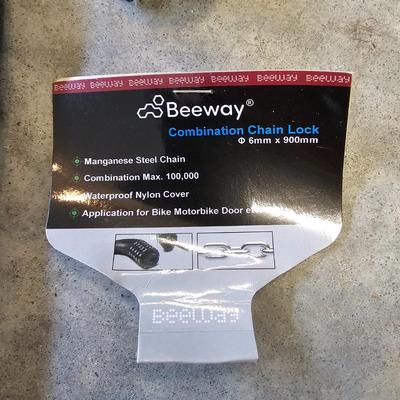 Beeway Beeway Beeway Beeway Beeway Beeway Beeway
Beeway®
Combination Chain Lock
Φ 6mm x 900mm
Manganese Steel Chain
Combination Max. 100,000
Waterproof Nylon Cover
Application for Bike Motorbike Door
Beeway